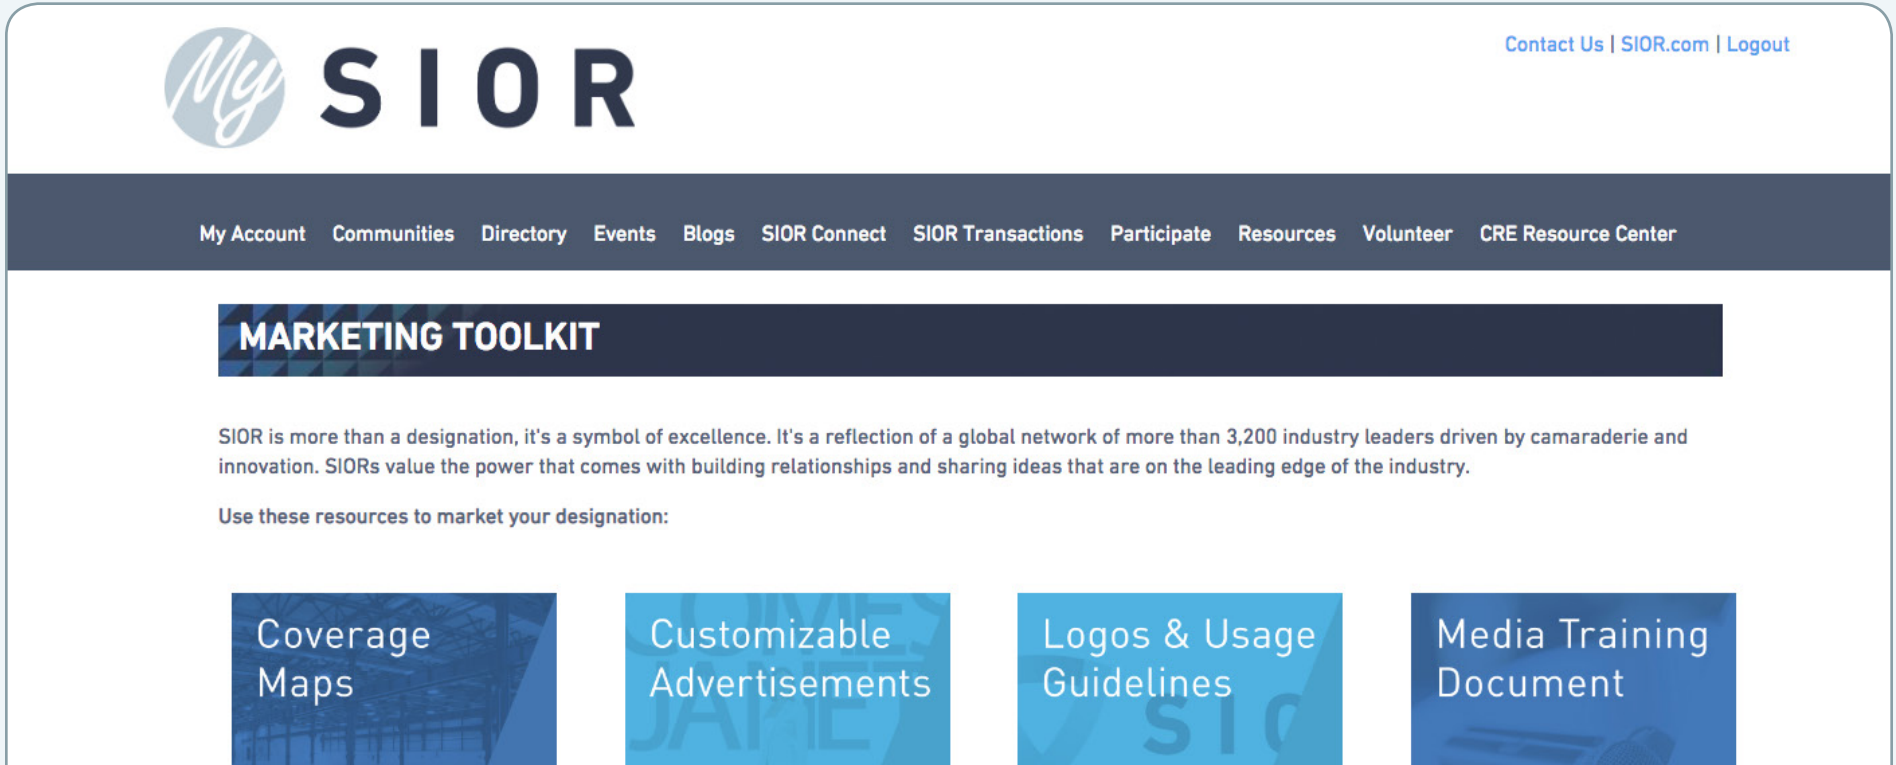 My SIOR
Contact Us | SIOR.com | Logout
My Account Communities Directory Events Blogs SIOR Connect SIOR Transactions Participate Resources Volunteer CRE Resource Center
MARKETING TOOLKIT
SIOR is more than a designation, it's a symbol of excellence. It's a reflection of a global network of more than 3,200 industry leaders driven by camaraderie and
innovation. SIORs value the power that comes with building relationships and sharing ideas that are on the leading edge of the industry.
Use these resources to market your designation:
Coverage
Maps
Customizable
Advertisements
Logos & Usage
Guidelines
Media Training
Document